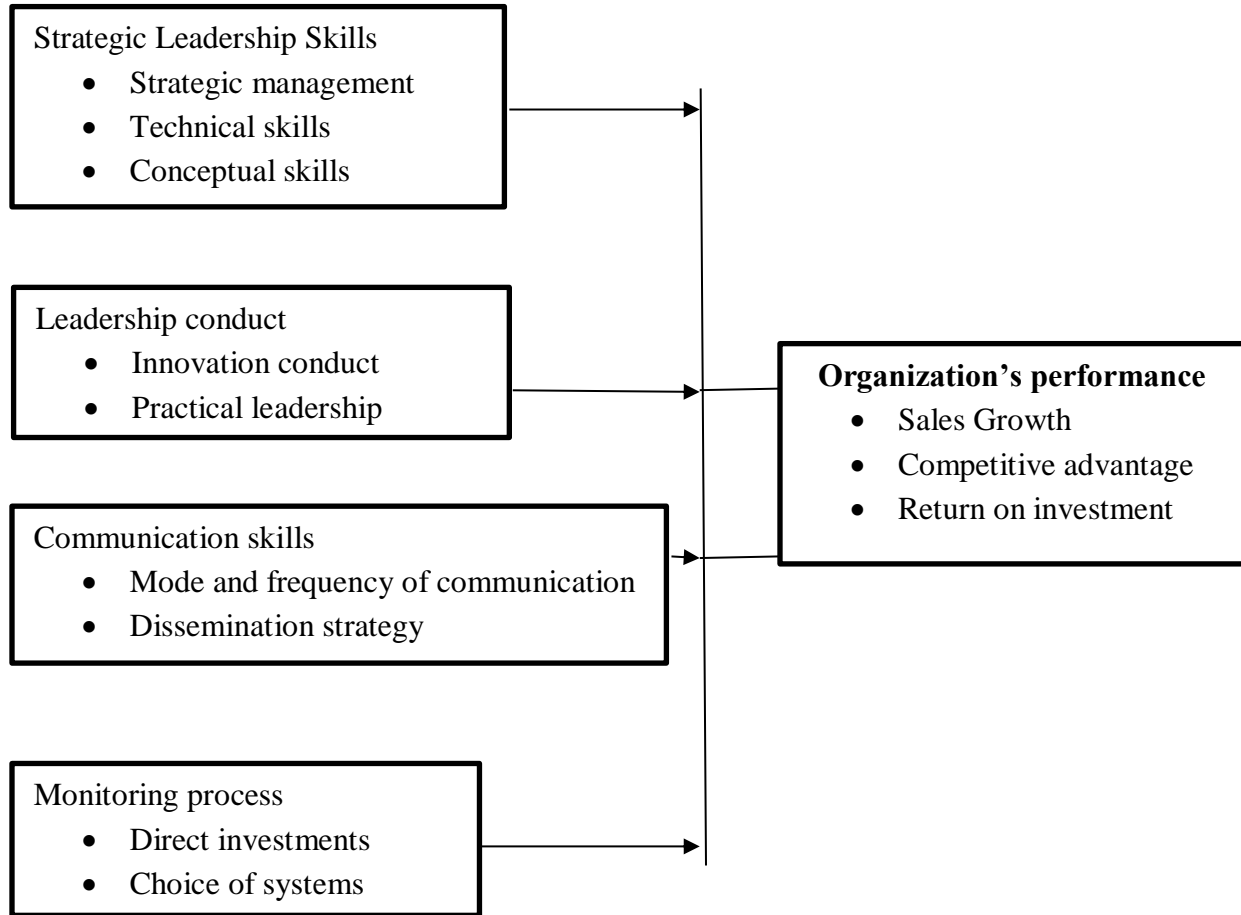 Strategic Leadership Skills
• Strategic management
• Technical skills
• Conceptual skills
Leadership conduct
• Innovation conduct
• Practical leadership
Organization’s performance
• Sales Growth
• Competitive advantage
• Return on investment
Communication skills
• Mode and frequency of communication
• Dissemination strategy
Monitoring process
• Direct investments
• Choice of systems